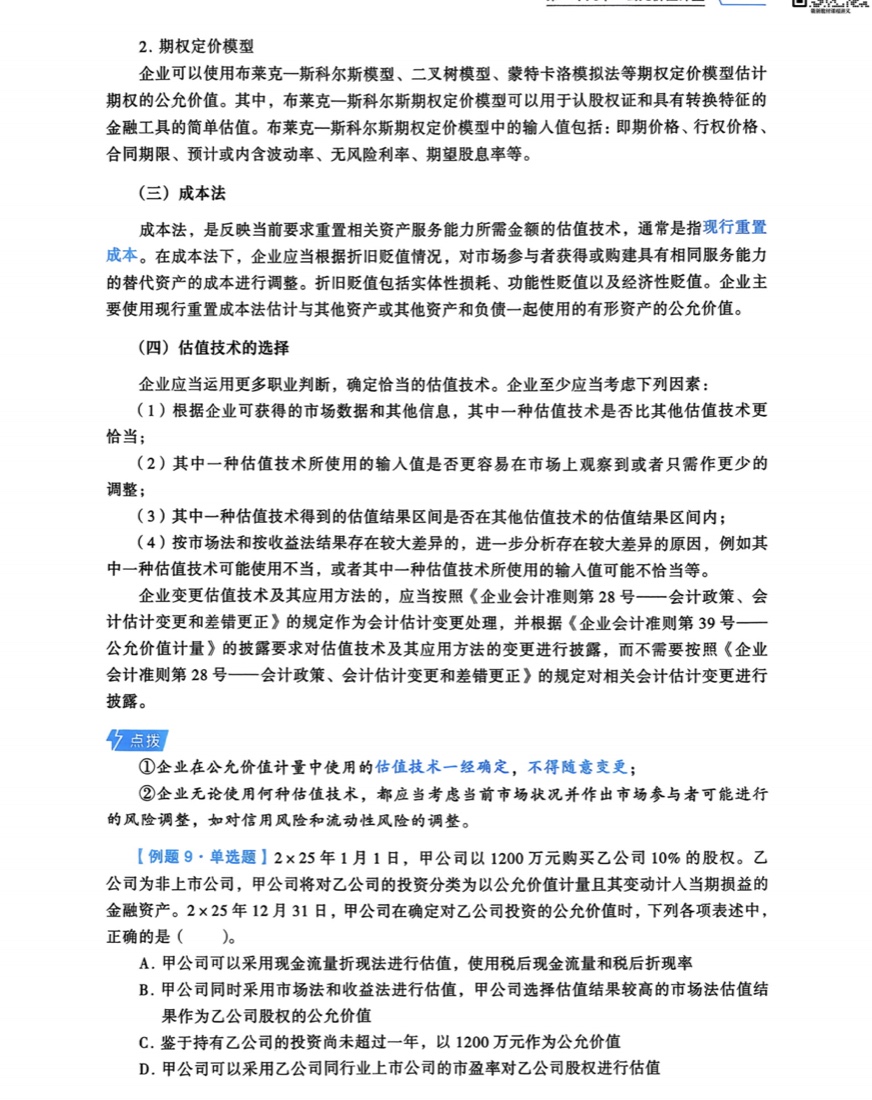 2. 期权定价模型
企业可以使用布莱克—斯科尔斯模型、二叉树模型、蒙特卡洛模拟法等期权定价模型估计
期权的公允价值。其中，布莱克—斯科尔斯期权定价模型可以用于认股权证和具有转换特征的
金融工具的简单估值。布莱克—斯科尔斯期权定价模型中的输入值包括：即期价格、行权价格、
合同期限、预计或内含波动率、无风险利率、期望股息率等。
（三）成本法
成本法，是反映当前要求重置相关资产服务能力所需金额的估值技术，通常是指现行重置
成本。在成本法下，企业应当根据折旧贬值情况，对市场参与者获得或购建具有相同服务能力
的替代资产的成本进行调整。折旧贬值包括实体性损耗、功能性贬值以及经济性贬值。企业主
要使用现行重置成本法估计与其他资产或其他资产和负债一起使用的有形资产的公允价值。
（四）估值技术的选择
企业应当运用更多职业判断，确定恰当的估值技术。企业至少应当考虑下列因素：
（1）根据企业可获得的市场数据和其他信息，其中一种估值技术是否比其他估值技术更
恰当；
（2）其中一种估值技术所使用的输入值是否更容易在市场上观察到或者只需作更少的
调整；
（3）其中一种估值技术得到的估值结果区间是否在其他估值技术的估值结果区间内；
（4）按市场法和按收益法结果存在较大差异的，进一步分析存在较大差异的原因，例如其
中一种估值技术可能使用不当，或者其中一种估值技术所使用的输入值可能不恰当等。
企业变更估值技术及其应用方法的，应当按照《企业会计准则第 28 号——会计政策、会
计估计变更和差错更正》的规定作为会计估计变更处理，并根据《企业会计准则第 39 号——
公允价值计量》的披露要求对估值技术及其应用方法的变更进行披露，而不需要按照《企业
会计准则第 28 号——会计政策、会计估计变更和差错更正》的规定对相关会计估计变更进行
披露。
点拨
①企业在公允价值计量中使用的估值技术一经确定，不得随意变更；
②企业无论使用何种估值技术，都应当考虑当前市场状况并作出市场参与者可能进行
的风险调整，如对信用风险和流动性风险的调整。
【例题 9·单选题】2×25 年 1 月 1 日，甲公司以 1200 万元购买乙公司 10% 的股权。乙
公司为非上市公司，甲公司将对乙公司的投资分类为以公允价值计量且其变动计入当期损益的
金融资产。2×25 年 12 月 31 日，甲公司在确定对乙公司投资的公允价值时，下列各项表述中，
正确的是（　　）。
A. 甲公司可以采用现金流量折现法进行估值，使用税后现金流量和税后折现率
B. 甲公司同时采用市场法和收益法进行估值，甲公司选择估值结果较高的市场法估值结
果作为乙公司股权的公允价值
C. 鉴于持有乙公司的投资尚未超过一年，以 1200 万元作为公允价值
D. 甲公司可以采用乙公司同行业上市公司的市盈率对乙公司股权进行估值